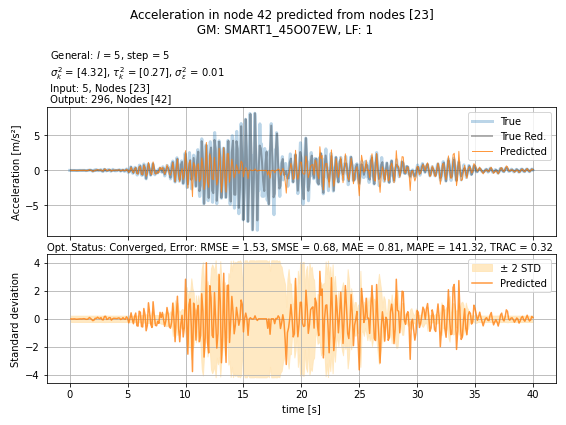 Acceleration in node 42 predicted from nodes [23]
GM: SMART1_45O07EW, LF: 1
General: l = 5, step = 5
σ²ₖ = [4.32], τ²ₖ = [0.27], σ²ε = 0.01
Input: 5, Nodes [23]
Output: 296, Nodes [42]
Acceleration [m/s²]
5
0
−5
True
True Red.
Predicted
Opt. Status: Converged, Error: RMSE = 1.53, SMSE = 0.68, MAE = 0.81, MAPE = 141.32, TRAC = 0.32
Standard deviation
4
2
0
−2
−4
± 2 STD
Predicted
0 5 10 15 20 25 30 35 40
time [s]